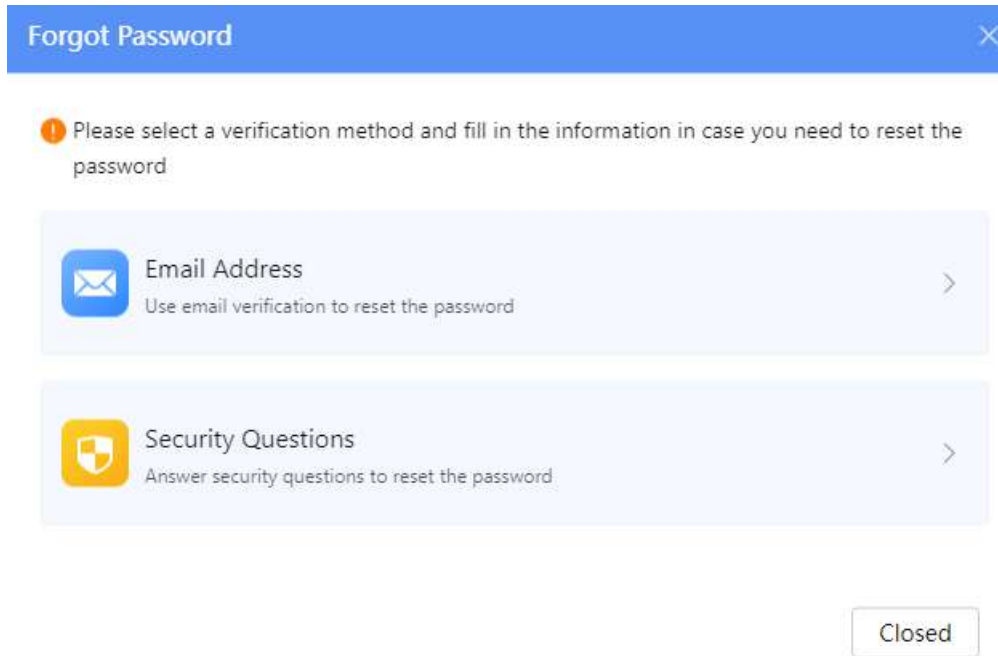 Forgot Password
Please select a verification method and fill in the information in case you need to reset the
password
Email Address
Use email verification to reset the password
Security Questions
Answer security questions to reset the password
Closed